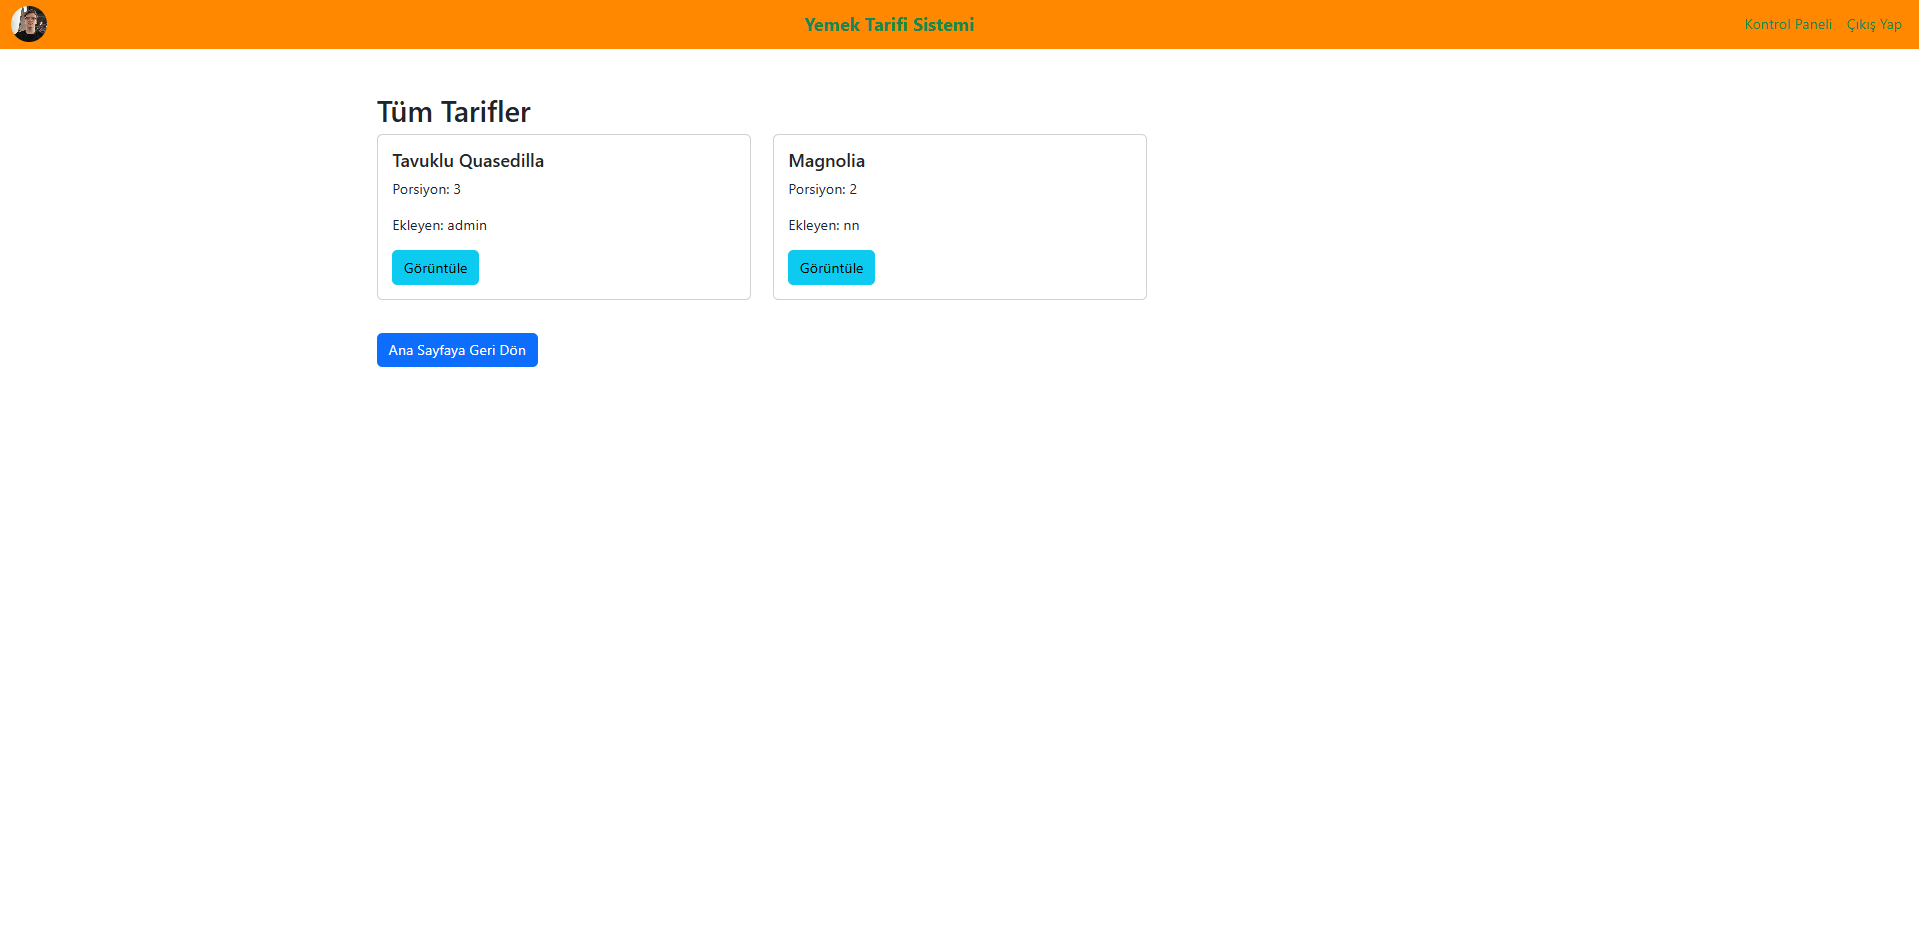 Yemek Tarifi Sistemi
Kontrol Paneli
Çıkış Yap
Tüm Tarifler
Tavuklu Quasedilla
Porsiyon: 3
Ekleyen: admin
Görüntüle
Magnolia
Porsiyon: 2
Ekleyen: nn
Görüntüle
Ana Sayfaya Geri Dön